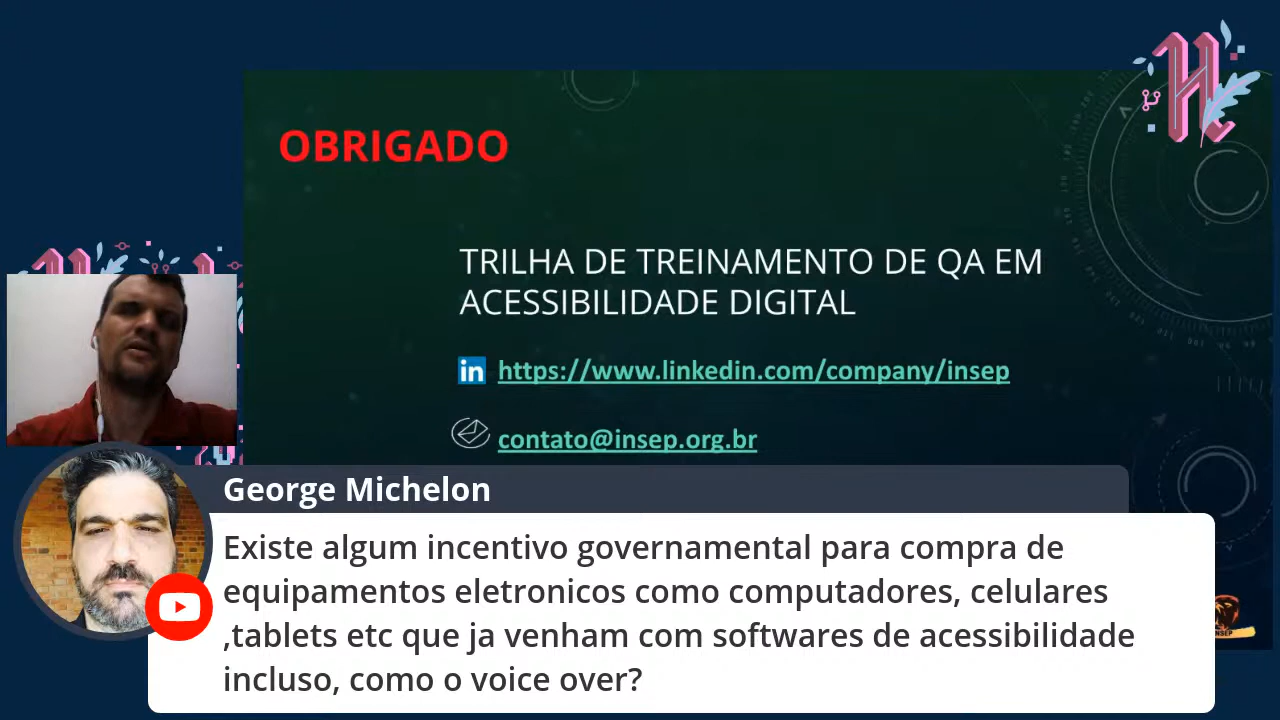 OBRIGADO
TRILHA DE TREINAMENTO DE QA EM
ACESSIBILIDADE DIGITAL
in https://www.linkedin.com/company/insep
contato@insep.org.br
George Michelon
Existe algum incentivo governamental para compra de
equipamentos eletronicos como computadores, celulares
,tablets etc que ja venham com softwares de acessibilidade
incluso, como o voice over?
INSEP